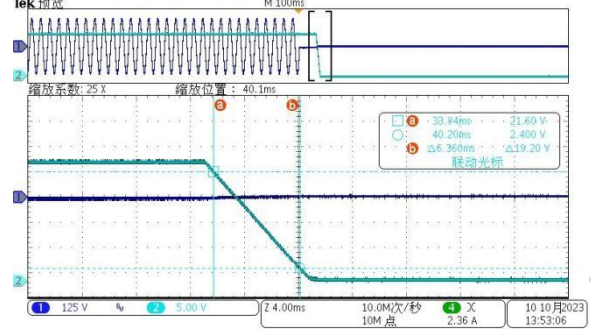 Tek 预览
M 100ms
1
2
缩放系数: 25 X 缩放位置: 40.1ms
a b
a 33.84ms 21.60 V
40.20ms 2.400 V
b △6.360ms △19.20 V
联动光标
1
2
1 125 V 2 5.00 V
Z 4.00ms
10.0M次/秒
10M 点
4 X
2.36 A
10 10月2023
13:53:06